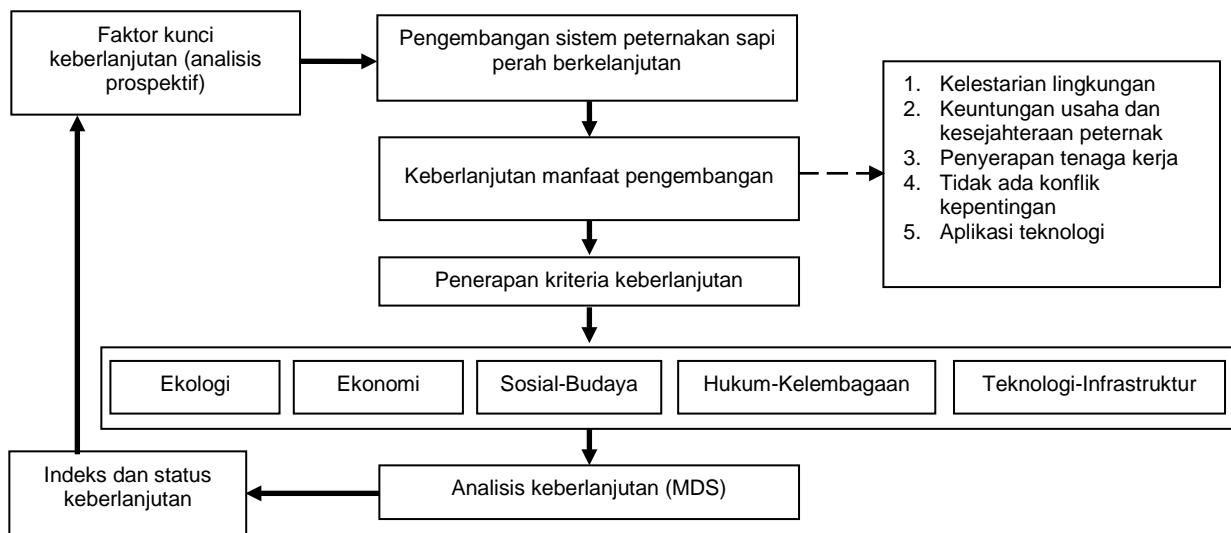 Faktor kunci
keberlanjutan (analisis
prospektif)
Pengembangan sistem peternakan sapi
perah berkelanjutan
1. Kelestarian lingkungan
2. Keuntungan usaha dan
kesejahteraan peternak
3. Penyerapan tenaga kerja
4. Tidak ada konflik
kepentingan
5. Aplikasi teknologi
Keberlanjutan manfaat pengembangan
Penerapan kriteria keberlanjutan
Ekologi
Ekonomi
Sosial-Budaya
Hukum-Kelembagaan
Teknologi-Infrastruktur
Analisis keberlanjutan (MDS)
Indeks dan status
keberlanjutan